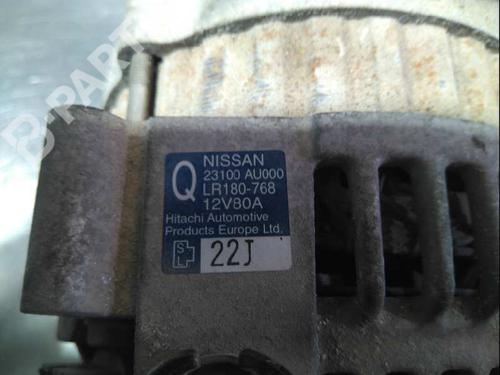 B-PARTS
Q
NISSAN
23100 AU000
LR180-768
12V80A
Hitachi Automotive
Products Europe Ltd.
S
L
22J